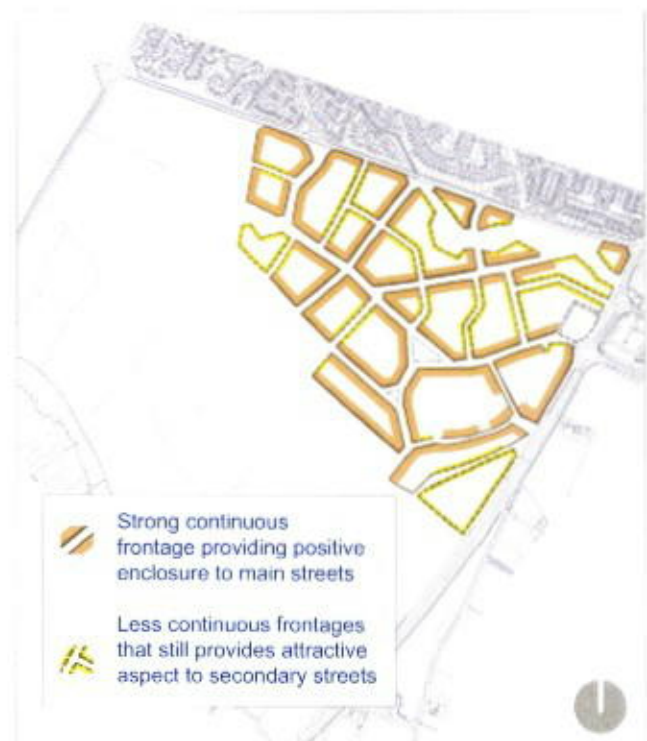 Strong continuous
frontage providing positive
enclosure to main streets
Less continuous frontages
that still provides attractive
aspect to secondary streets